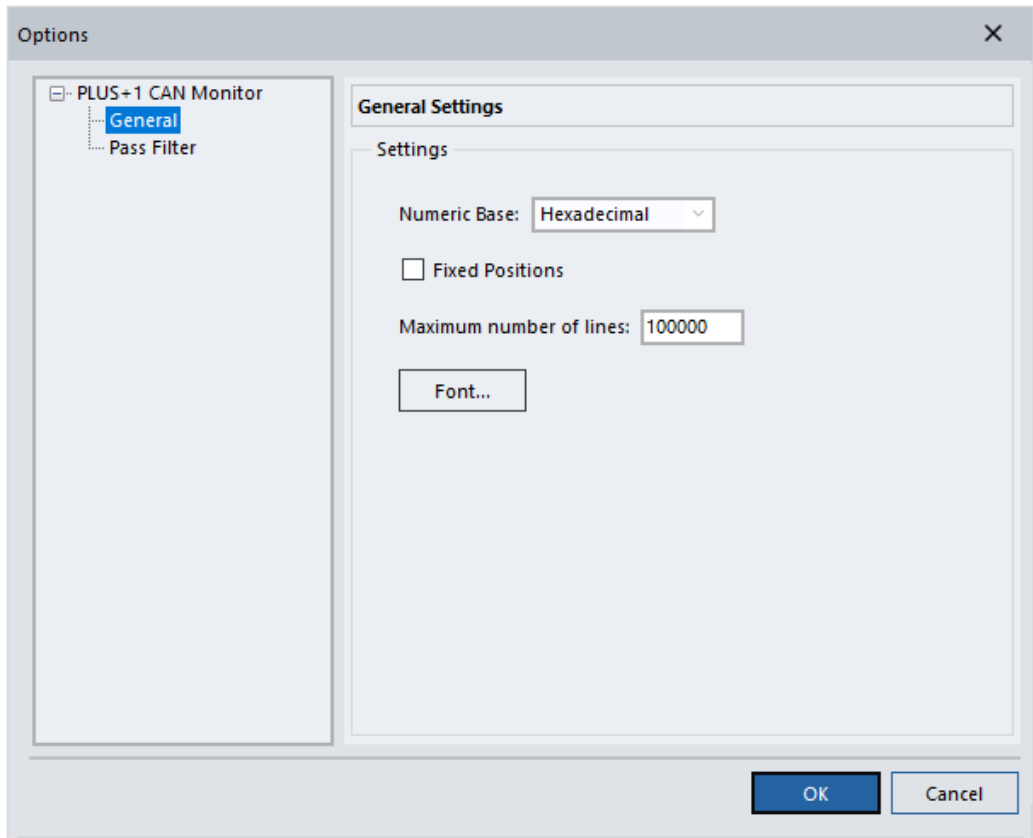 Options
PLUS+1 CAN Monitor
General
Pass Filter
General Settings
Settings
Numeric Base: Hexadecimal
Fixed Positions
Maximum number of lines: 100000
Font...
OK
Cancel